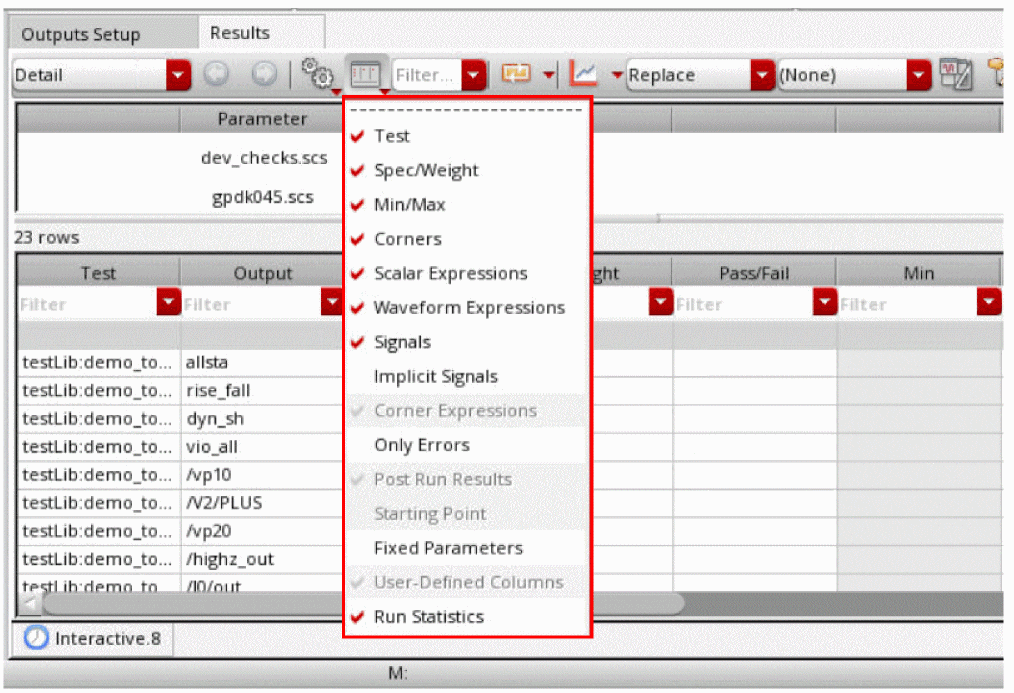 Outputs Setup Results
Detail Filter... Replace (None)
Parameter
dev_checks.scs
gpdk045.scs
23 rows
Test Output ght Pass/Fail Min
Filter Filter Filter Filter
testLib:demo_to... allsta
testLib:demo_to... rise_fall
testLib:demo_to... dyn_sh
testLib:demo_to... vio_all
testLib:demo_to... /vp10
testLib:demo_to... /V2/PLUS
testLib:demo_to... /vp20
testLib:demo_to... /highz_out
testLib:demo_to /I0/out
Test
Spec/Weight
Min/Max
Corners
Scalar Expressions
Waveform Expressions
Signals
Implicit Signals
Corner Expressions
Only Errors
Post Run Results
Starting Point
Fixed Parameters
User-Defined Columns
Run Statistics
Interactive.8
M: